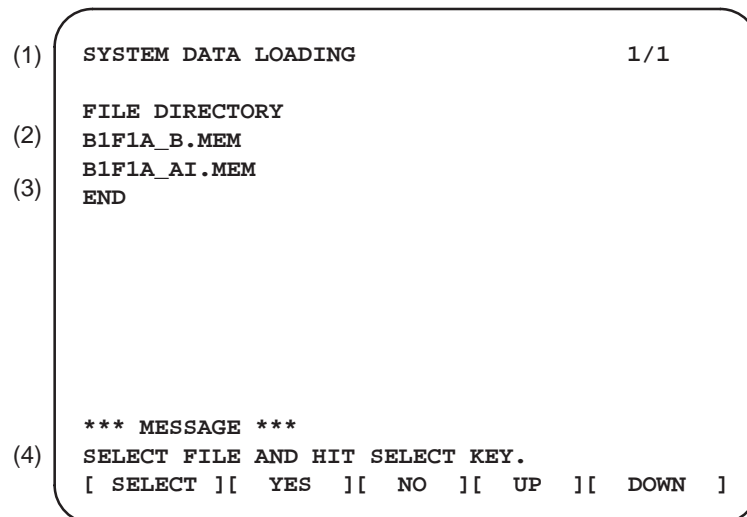 (1) SYSTEM DATA LOADING 1/1
FILE DIRECTORY
(2) B1F1A_B.MEM
B1F1A_AI.MEM
(3) END
*** MESSAGE ***
(4) SELECT FILE AND HIT SELECT KEY.
[ SELECT ][ YES ][ NO ][ UP ][ DOWN ]